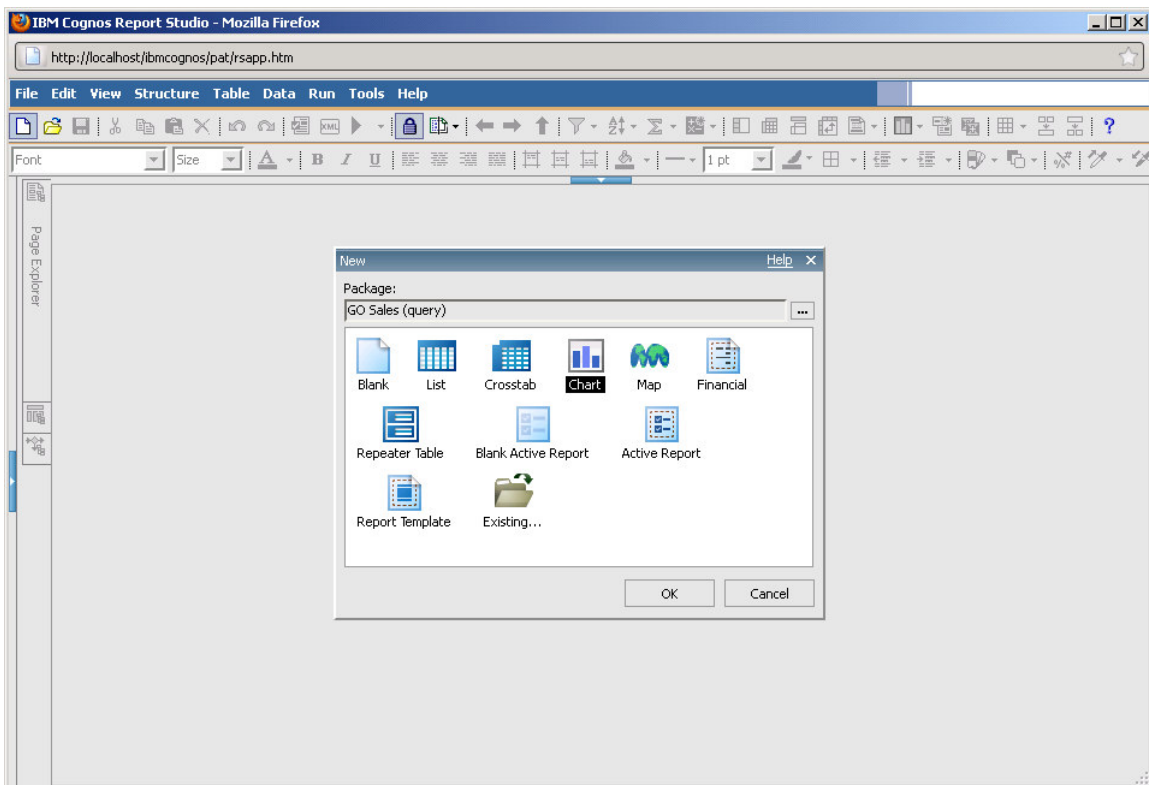 IBM Cognos Report Studio - Mozilla Firefox
http://localhost/ibmcognos/pat/rsapp.htm
File Edit View Structure Table Data Run Tools Help
XML ?
Font Size A B I U 1 pt
Page Explorer
New Help
Package:
GO Sales (query) ...
Blank List Crosstab Chart Map Financial
Repeater Table Blank Active Report Active Report
Report Template Existing...
OK Cancel